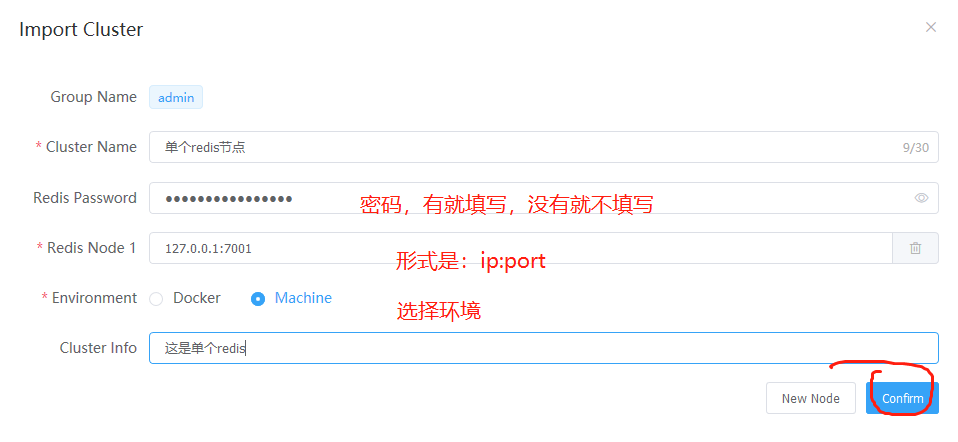 Import Cluster
Group Name admin
* Cluster Name 单个redis节点 9/30
Redis Password ●●●●●●●●●●●●●●●● 密码，有就填写，没有就不填写
* Redis Node 1 127.0.0.1:7001
形式是：ip:port
* Environment Docker Machine
选择环境
Cluster Info 这是单个redis
New Node Confirm